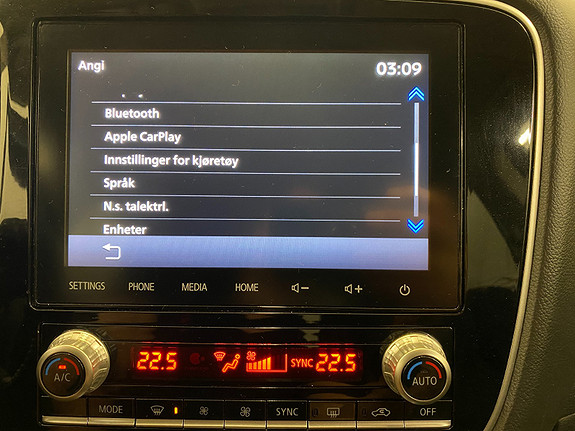 Angi
03:09
Bluetooth
Apple CarPlay
Innstillinger for kjøretøy
Språk
N.s. talektrl.
Enheter
SETTINGS PHONE MEDIA HOME
22.5 SYNC 22.5
A/C
AUTO
MODE SYNC OFF